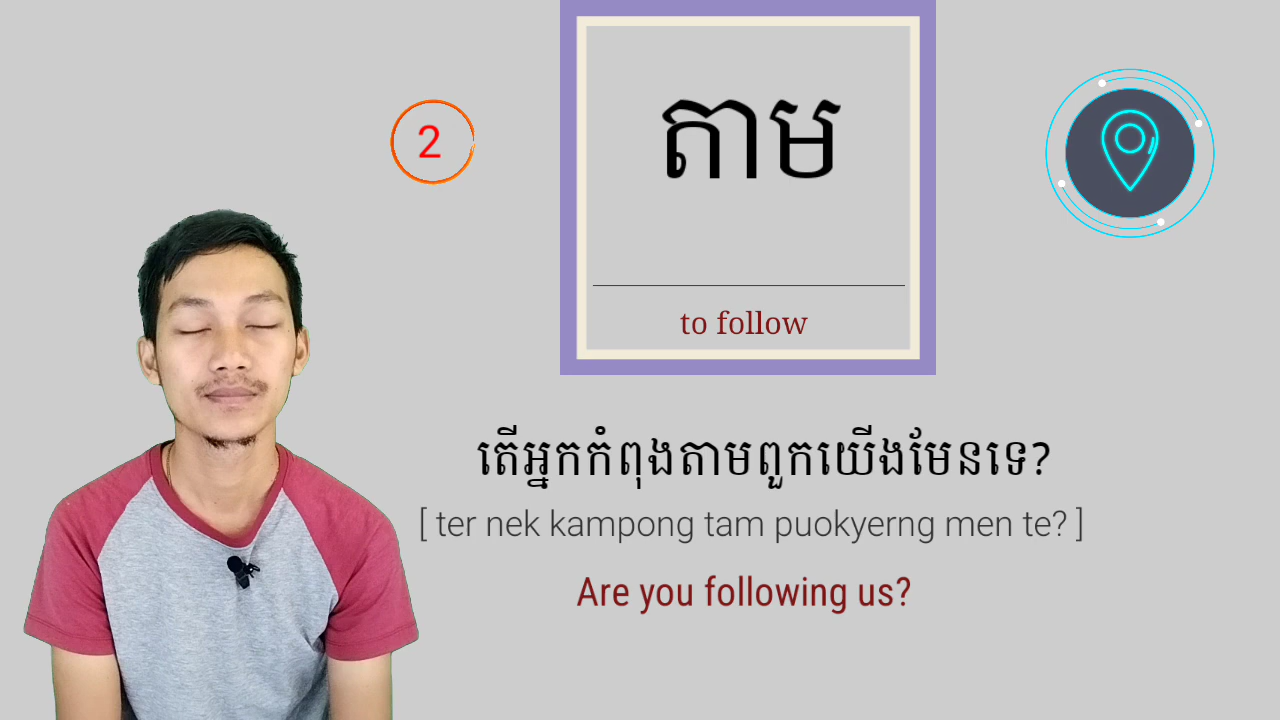 2
តាម
to follow
តើអ្នកកំពុងតាមពួកយើងមែនទេ?
[ ter nek kampong tam puokyerng men te? ]
Are you following us?